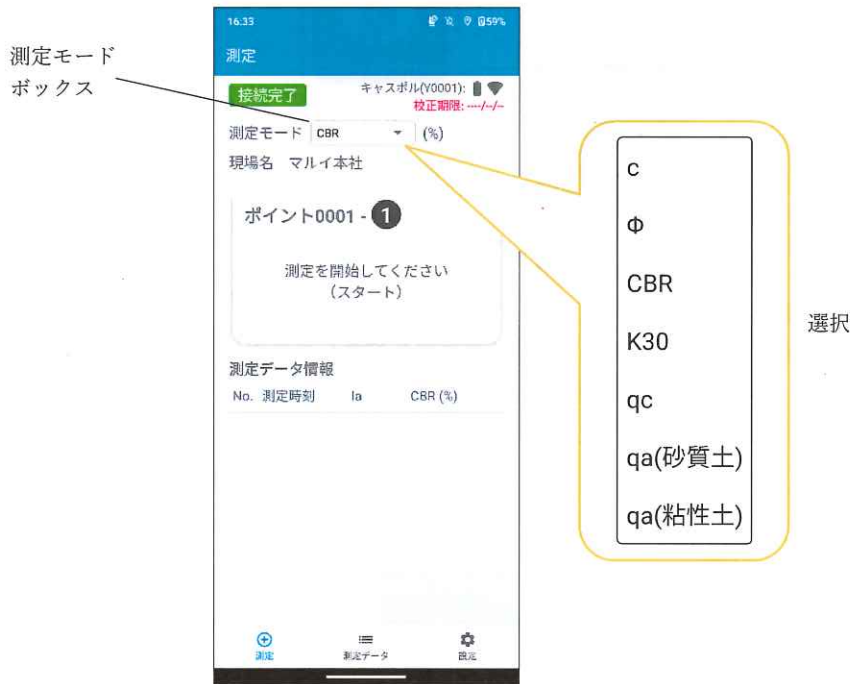 測定モード
ボックス
16:33
59%
測定
接続完了
キャスポル(Y0001):
校正期限: ----/--/--
測定モード CBR (%)
現場名 マルイ本社
ポイント0001 - 1
測定を開始してください
(スタート)
測定データ情報
No. 測定時刻 Ia CBR (%)
測定 測定データ 設定
c
Φ
CBR
K30
qc
qa(砂質土)
qa(粘性土)
選択